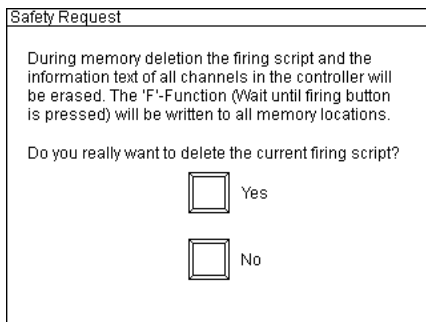 Safety Request
During memory deletion the firing script and the
information text of all channels in the controller will
be erased. The 'F'-Function (Wait until firing button
is pressed) will be written to all memory locations.
Do you really want to delete the current firing script?
Yes
No